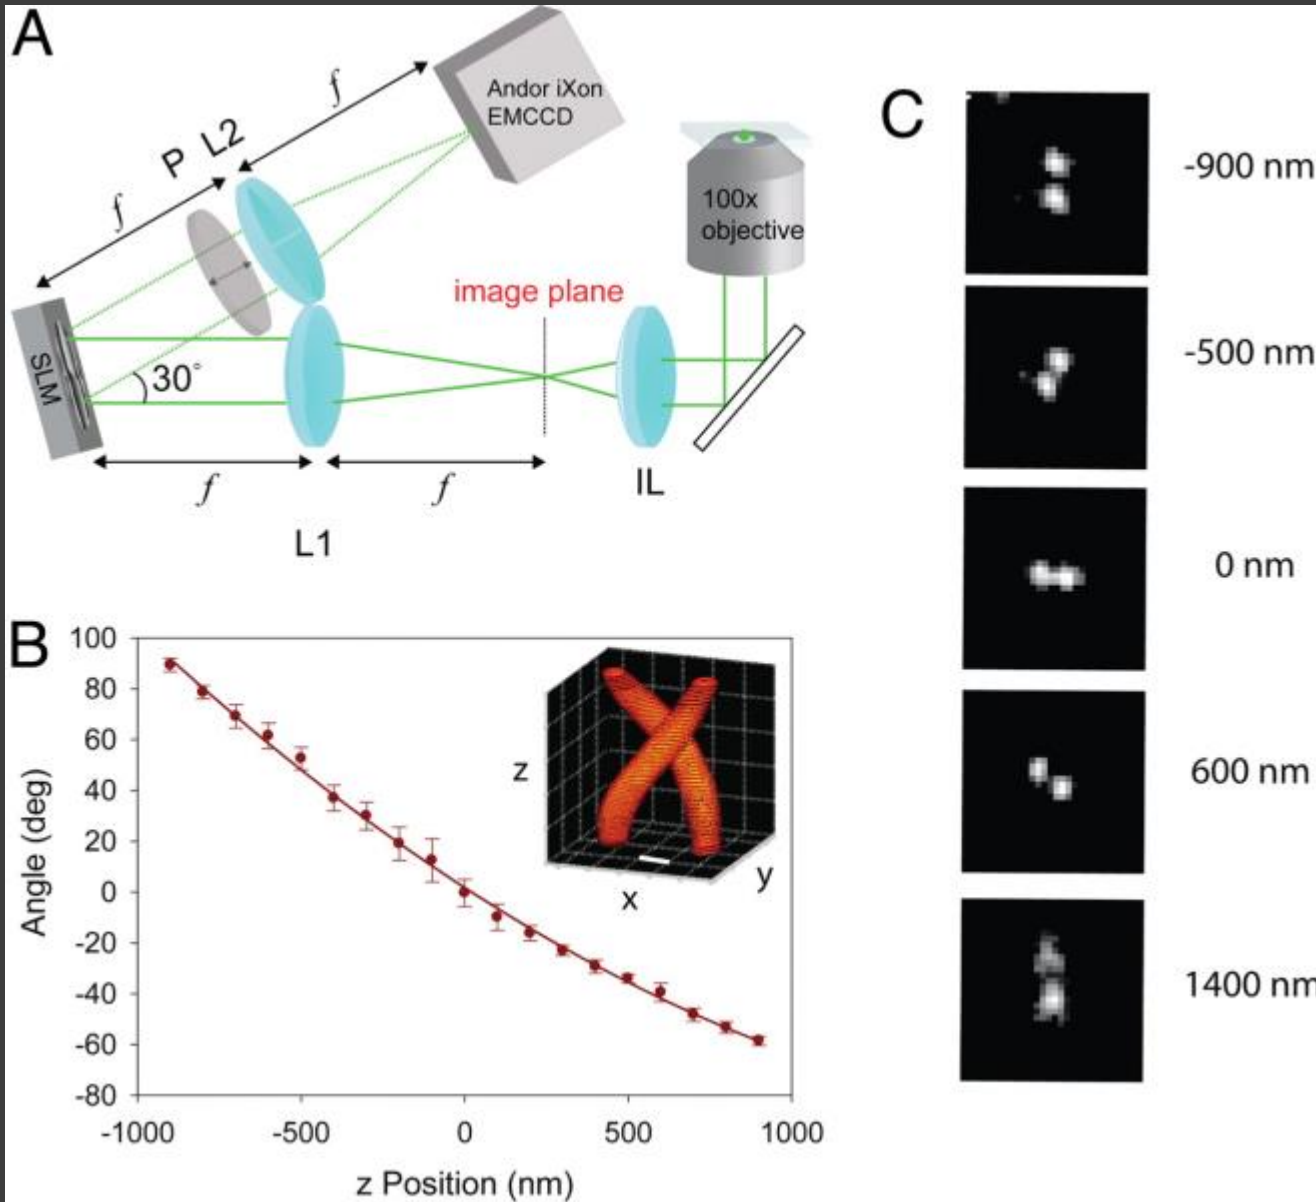 A
f
Andor iXon
EMCCD
P L2
f
100x
objective
image plane
SLM
30°
f
f
IL
L1
B
100
80
60
40
20
0
-20
-40
-60
-80
Angle (deg)
-1000
-500
0
500
1000
z Position (nm)
z
x
y
C
-900 nm
-500 nm
0 nm
600 nm
1400 nm